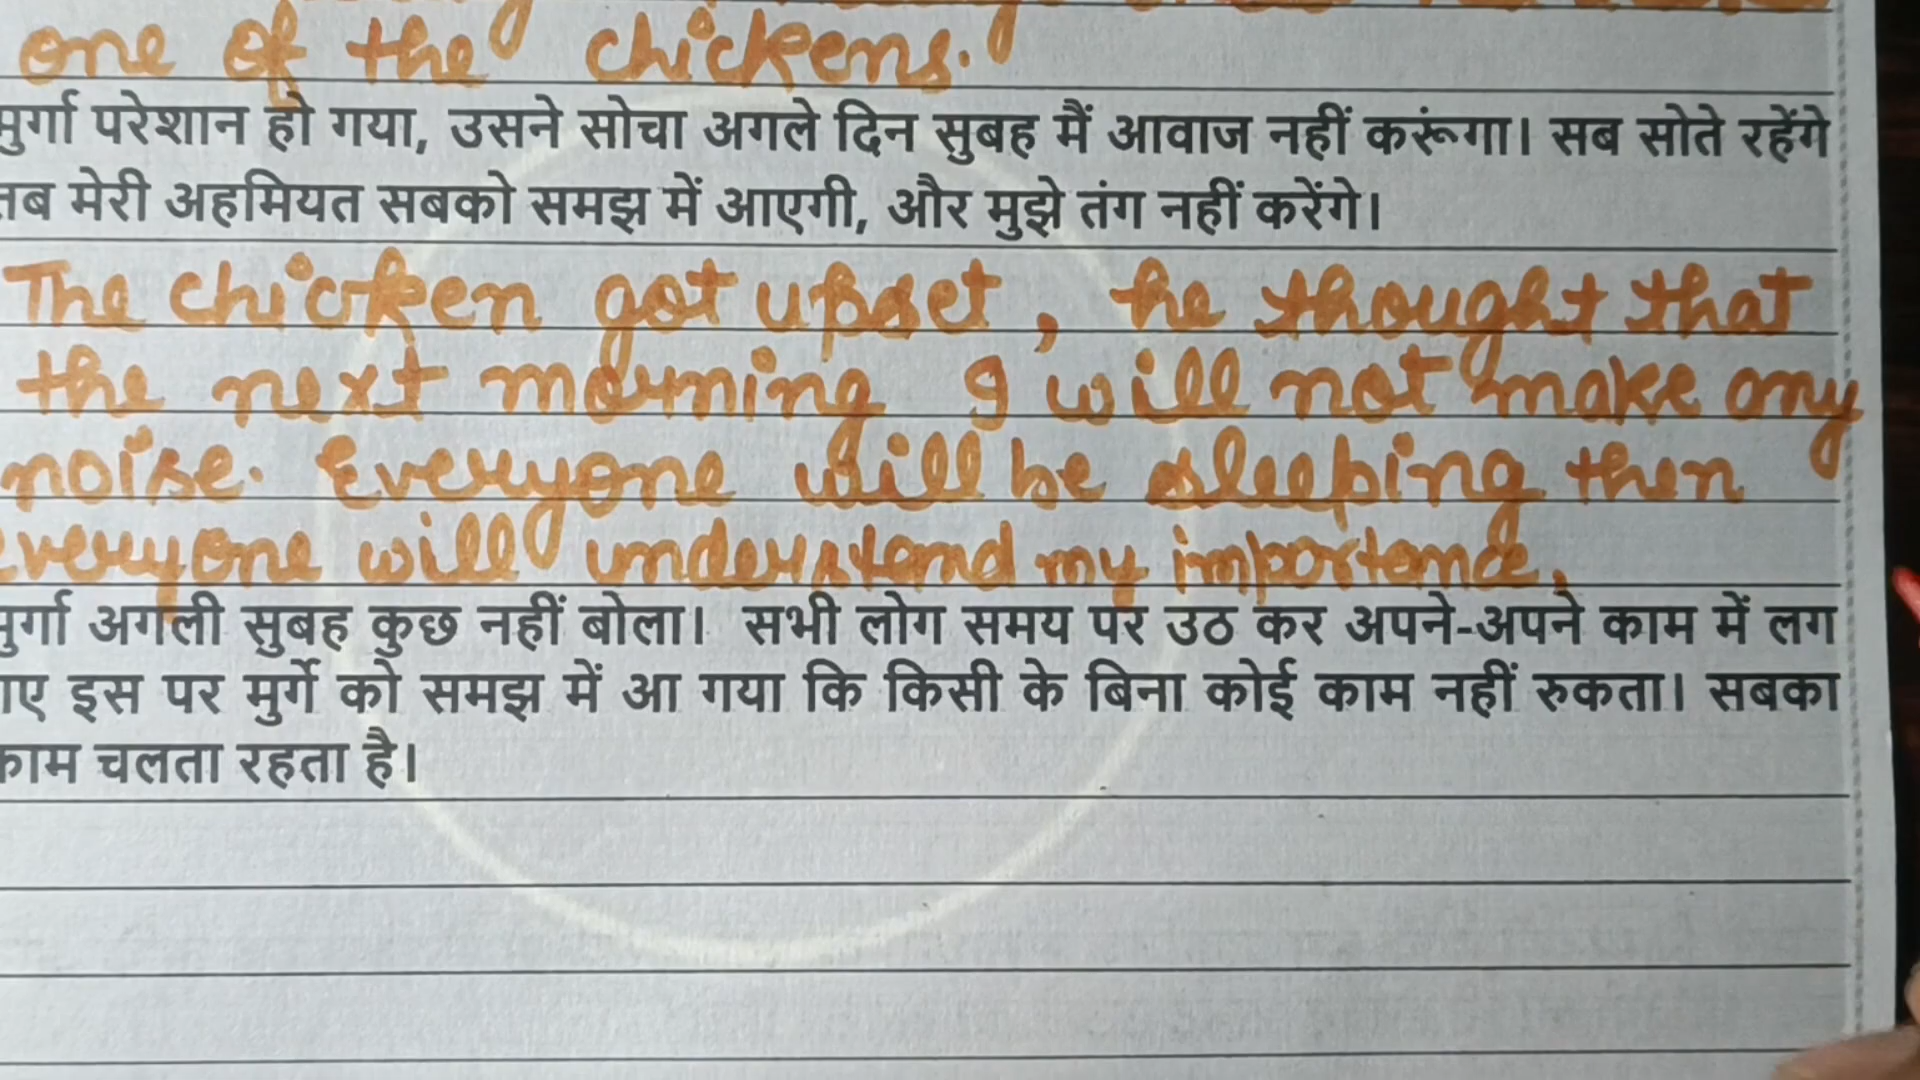 one of the chickens.
मुर्गा परेशान हो गया, उसने सोचा अगले दिन सुबह मैं आवाज नहीं करूंगा। सब सोते रहेंगे
तब मेरी अहमियत सबको समझ में आएगी, और मुझे तंग नहीं करेंगे।
The chicken got upset, he thought that
the next morning I will not make any
noise. Everyone will be sleeping then
everyone will understand my importance.
मुर्गा अगली सुबह कुछ नहीं बोला। सभी लोग समय पर उठ कर अपने-अपने काम में लग
गए इस पर मुर्गे को समझ में आ गया कि किसी के बिना कोई काम नहीं रुकता। सबका
काम चलता रहता है।